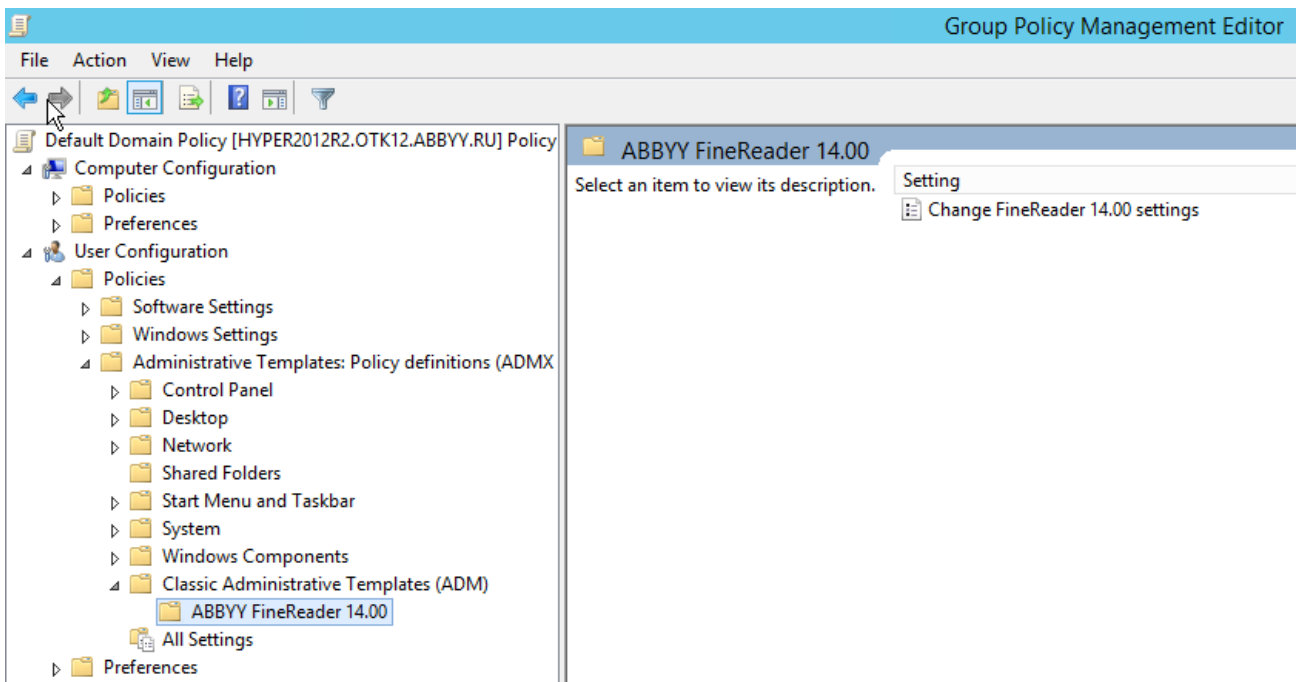 Group Policy Management Editor
File Action View Help
Default Domain Policy [HYPER2012R2.OTK12.ABBYY.RU] Policy
Computer Configuration
Policies
Preferences
User Configuration
Policies
Software Settings
Windows Settings
Administrative Templates: Policy definitions (ADMX
Control Panel
Desktop
Network
Shared Folders
Start Menu and Taskbar
System
Windows Components
Classic Administrative Templates (ADM)
ABBYY FineReader 14.00
All Settings
Preferences
ABBYY FineReader 14.00
Select an item to view its description.
Setting
Change FineReader 14.00 settings